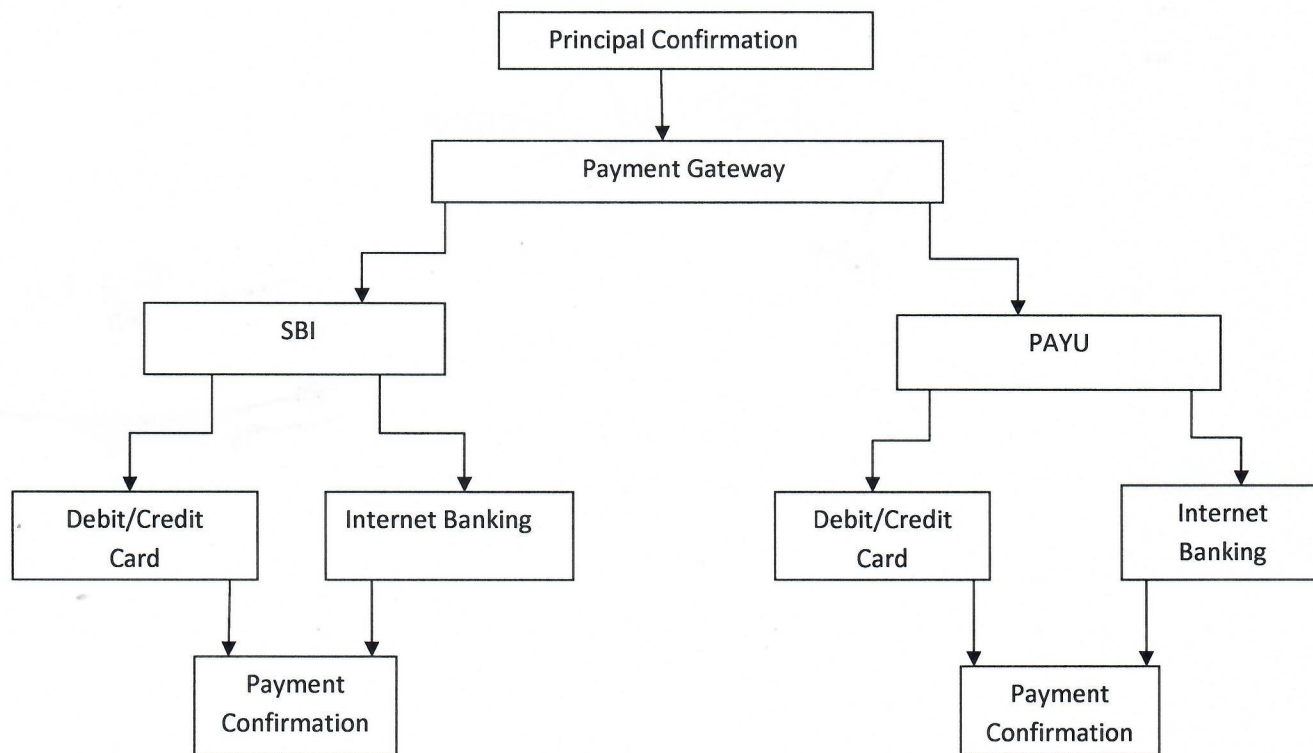 Principal Confirmation
Payment Gateway
SBI
PAYU
Debit/Credit
Card
Internet Banking
Debit/Credit
Card
Internet
Banking
Payment
Confirmation
Payment
Confirmation